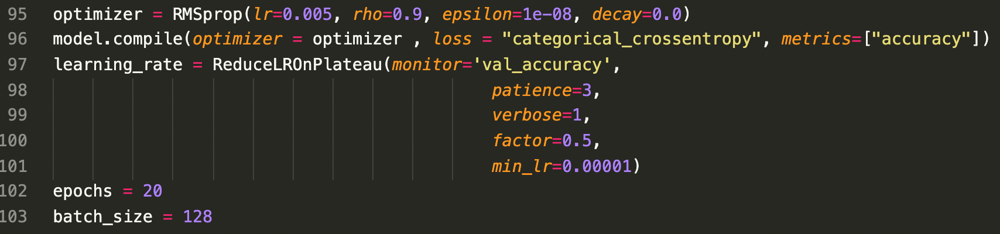 95 optimizer = RMSprop(lr=0.005, rho=0.9, epsilon=1e-08, decay=0.0)
96 model.compile(optimizer = optimizer , loss = "categorical_crossentropy", metrics=["accuracy"])
97 learning_rate = ReduceLROnPlateau(monitor='val_accuracy',
98 patience=3,
99 verbose=1,
100 factor=0.5,
101 min_lr=0.00001)
102 epochs = 20
103 batch_size = 128